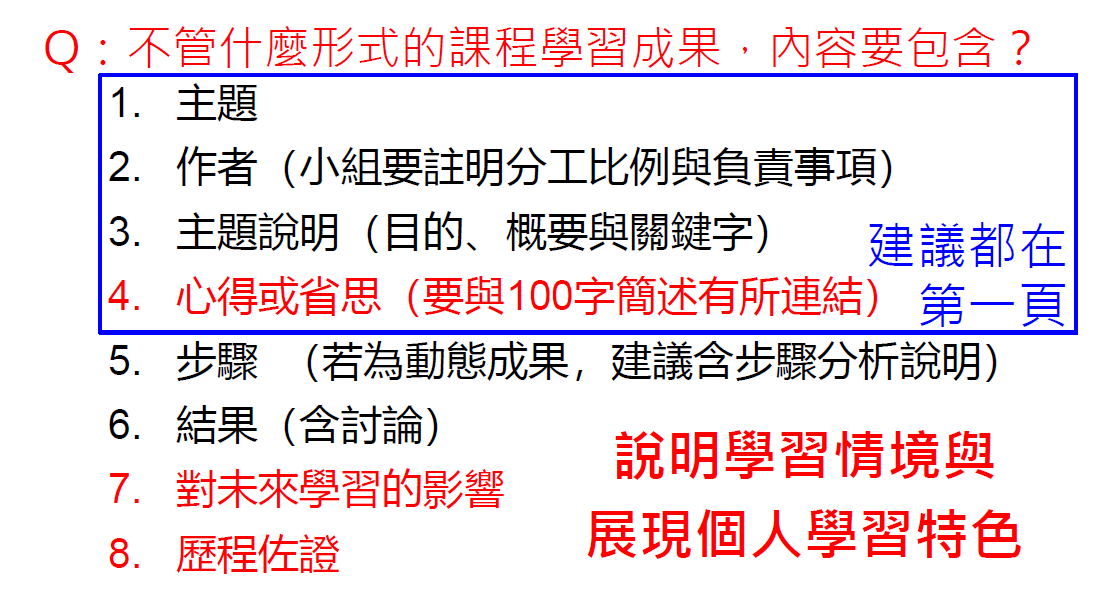 Q：不管什麼形式的課程學習成果，內容要包含？
1. 主題
2. 作者（小組要註明分工比例與負責事項）
3. 主題說明（目的、概要與關鍵字）
4. 心得或省思（要與100字簡述有所連結）
建議都在
第一頁
5. 步驟 （若為動態成果，建議含步驟分析說明）
6. 結果（含討論）
7. 對未來學習的影響
8. 歷程佐證
說明學習情境與
展現個人學習特色